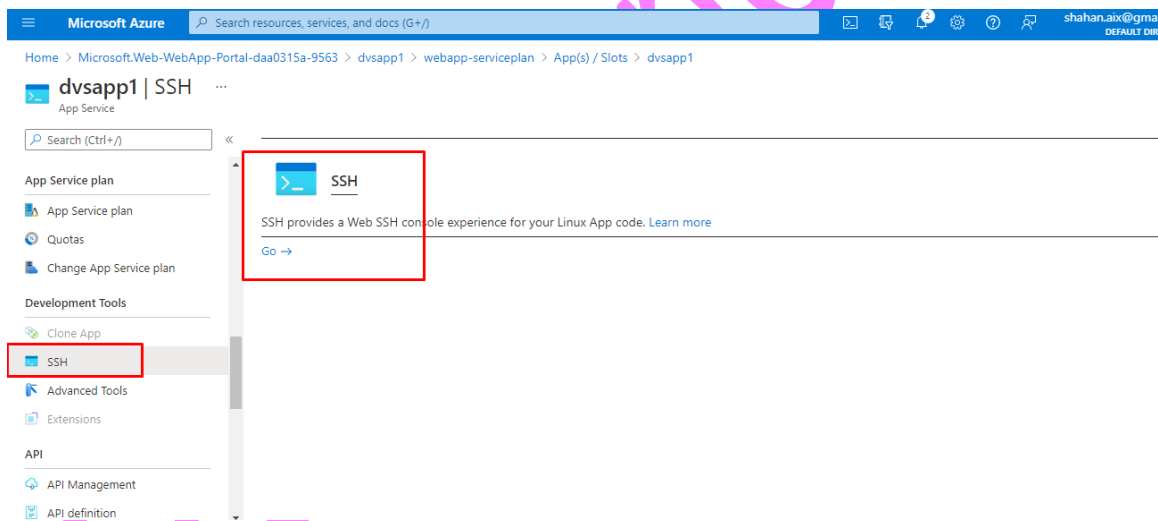 Microsoft Azure
Search resources, services, and docs (G+/)
2
shahan.aix@gma
DEFAULT DIR
Home > Microsoft.Web-WebApp-Portal-daa0315a-9563 > dvsapp1 > webapp-serviceplan > App(s) / Slots > dvsapp1
dvsapp1 | SSH ...
App Service
Search (Ctrl+/)
«
App Service plan
App Service plan
Quotas
Change App Service plan
Development Tools
Clone App
SSH
Advanced Tools
Extensions
API
API Management
API definition
SSH
SSH provides a Web SSH console experience for your Linux App code. Learn more
Go →